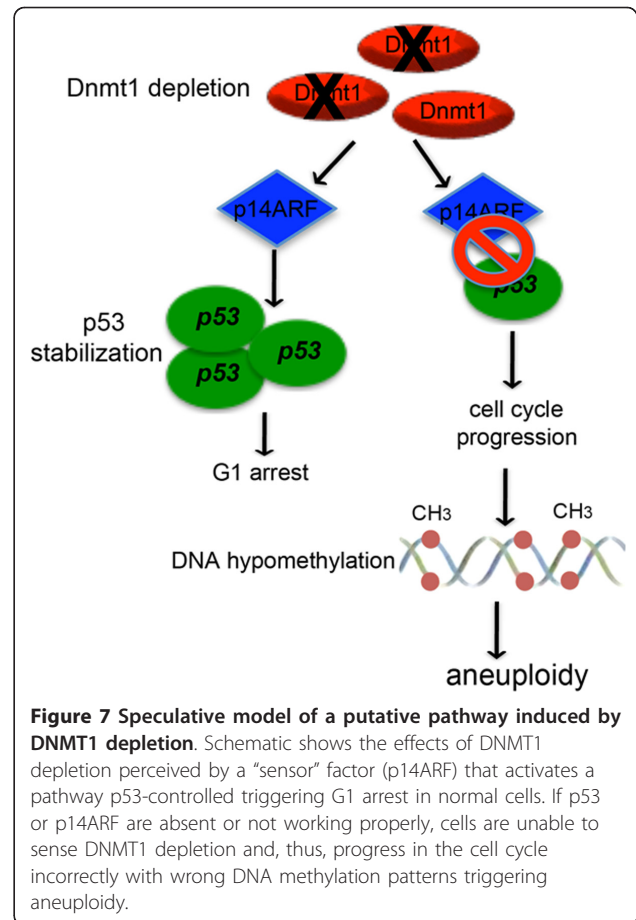 Dnmt1
Dnmt1 depletion
Dnmt1
Dnmt1
p14ARF
p14ARF
p53
p53
stabilization
p53
p53
p53
G1 arrest
cell cycle
progression
CH3
CH3
DNA hypomethylation
aneuploidy
Figure 7 Speculative model of a putative pathway induced by
DNMT1 depletion. Schematic shows the effects of DNMT1
depletion perceived by a “sensor” factor (p14ARF) that activates a
pathway p53-controlled triggering G1 arrest in normal cells. If p53
or p14ARF are absent or not working properly, cells are unable to
sense DNMT1 depletion and, thus, progress in the cell cycle
incorrectly with wrong DNA methylation patterns triggering
aneuploidy.